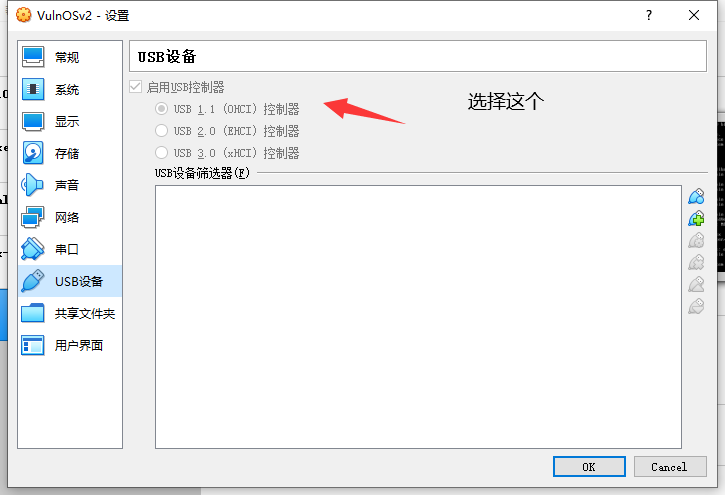 VulnOSv2 - 设置
?
常规
系统
显示
存储
声音
网络
串口
USB设备
共享文件夹
用户界面
USB设备
启用USB控制器
USB 1.1 (OHCI) 控制器
USB 2.0 (EHCI) 控制器
USB 3.0 (xHCI) 控制器
选择这个
USB设备筛选器(F)
OK
Cancel